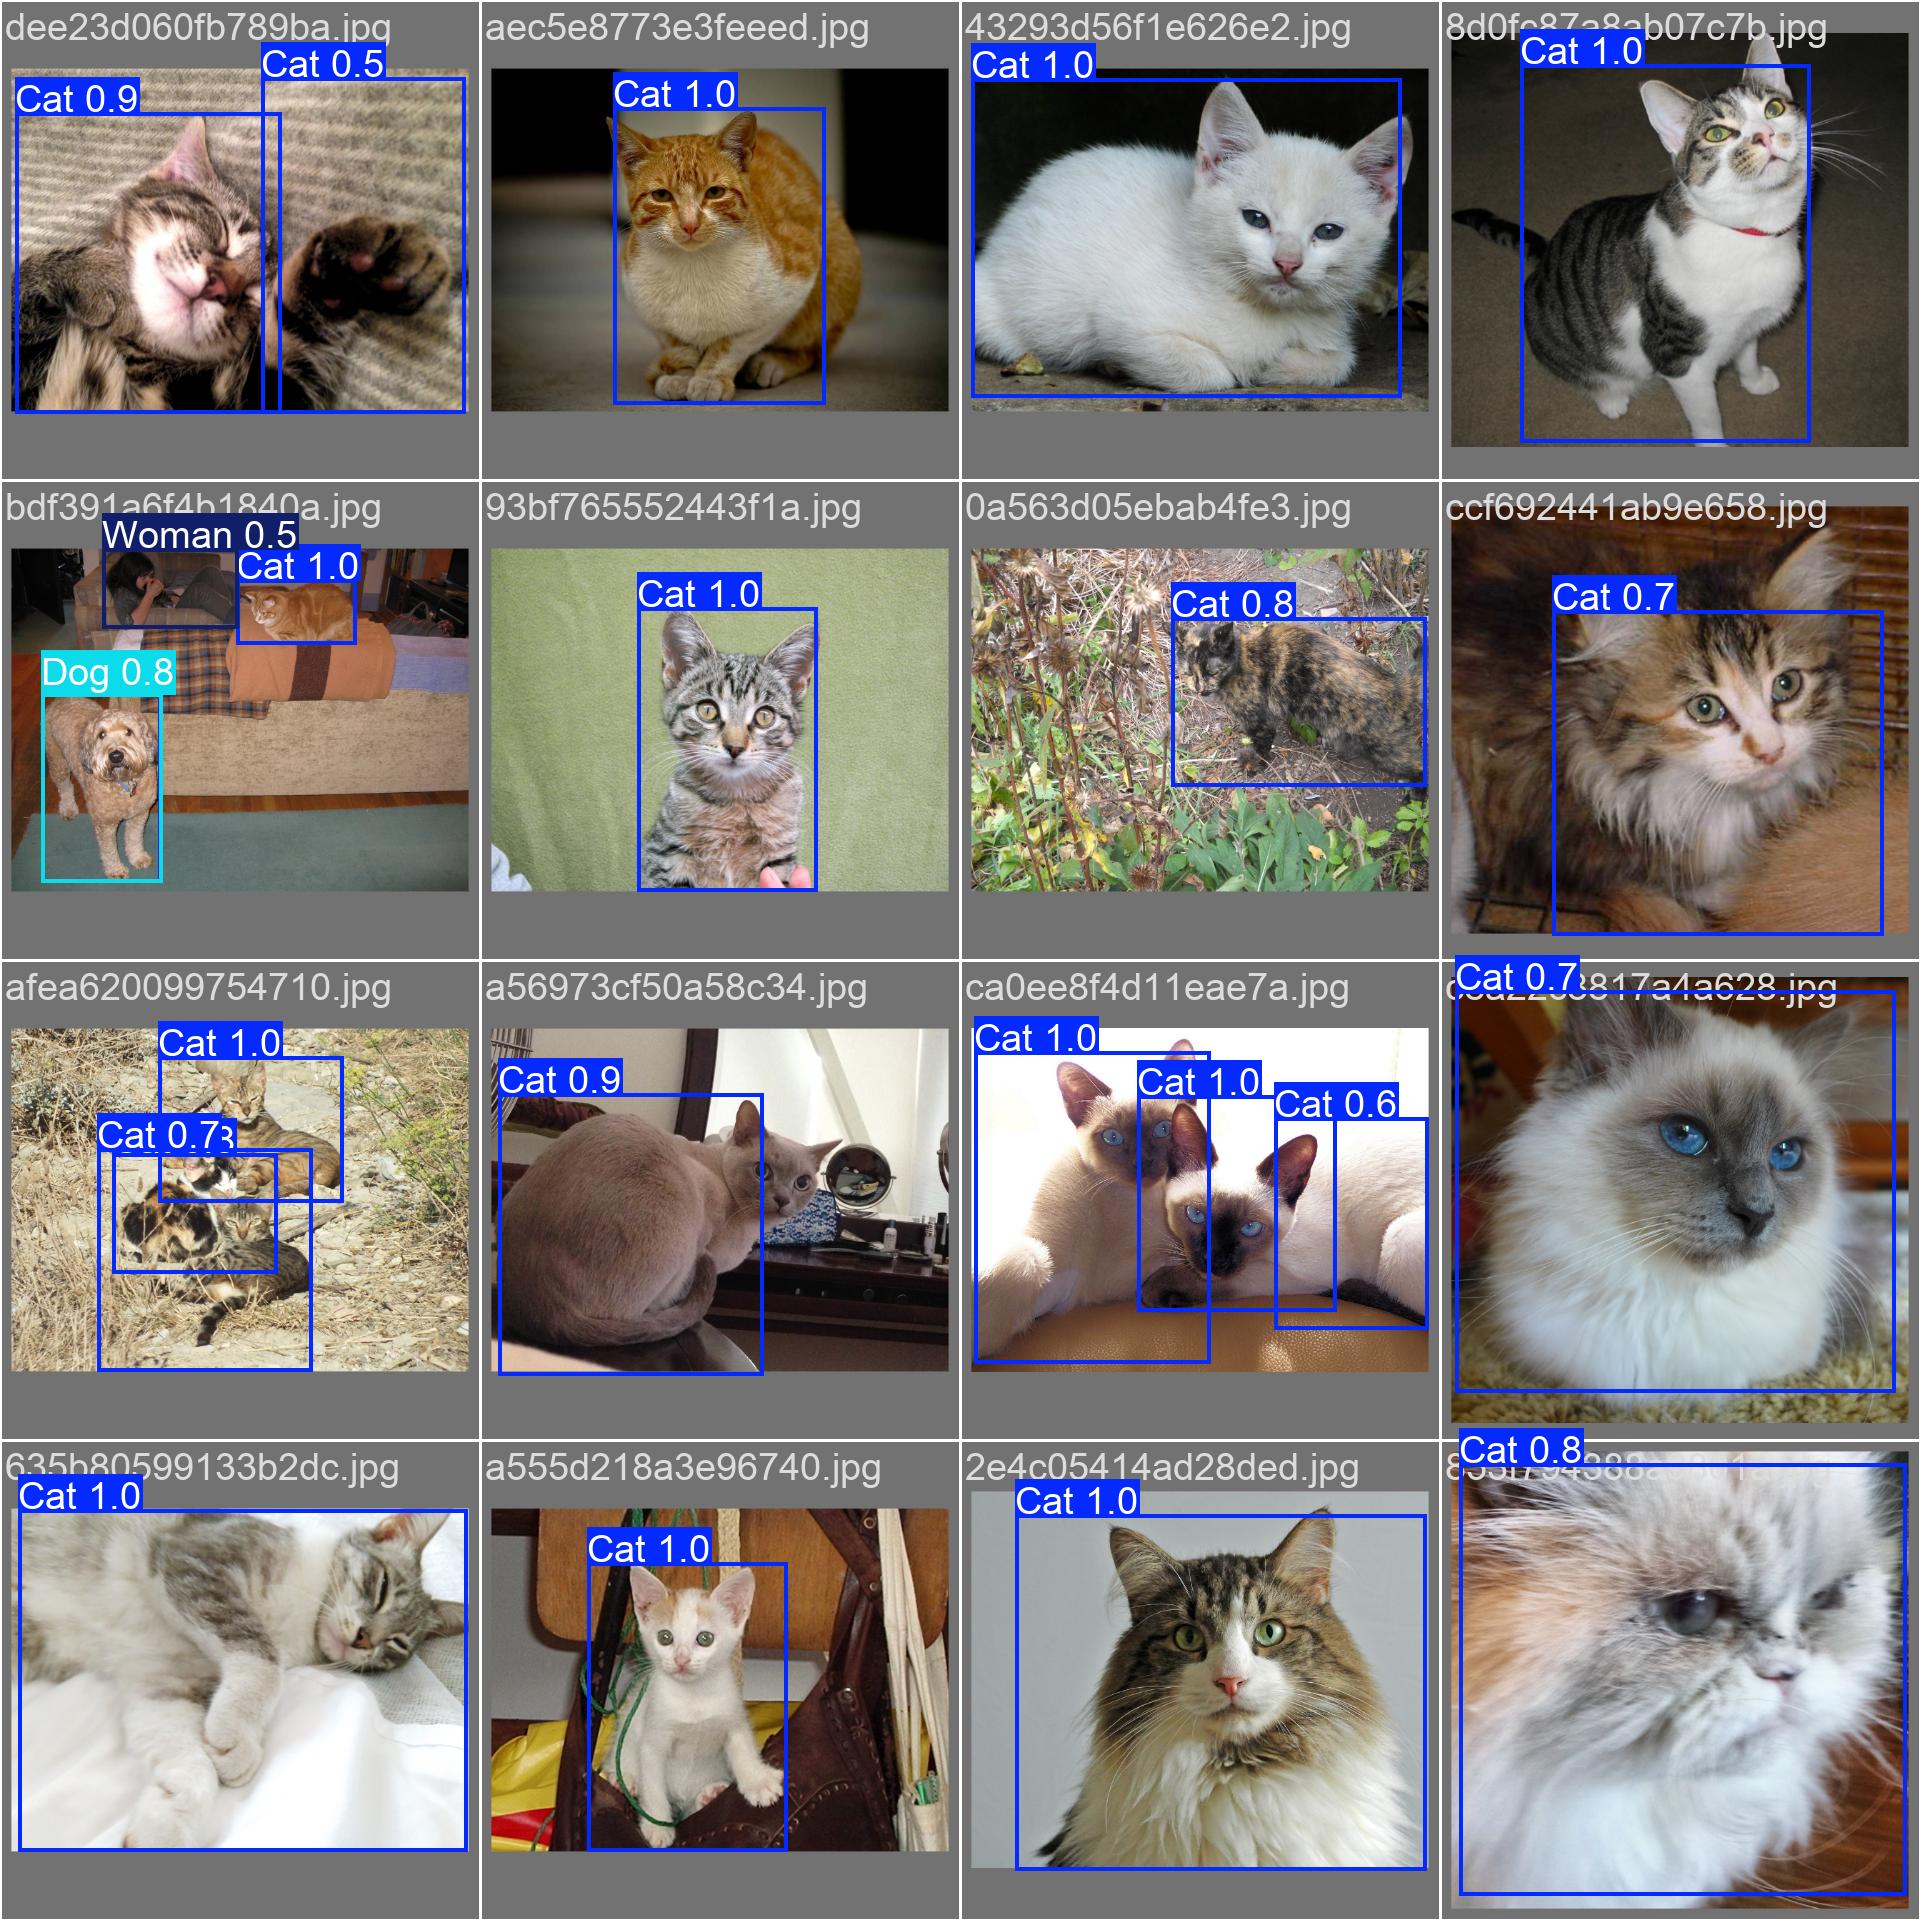 dee23d060fb789ba.jpg
Cat 0.5
Cat 0.9
aec5e8773e3feeed.jpg
Cat 1.0
43293d56f1e626e2.jpg
Cat 1.0
8d0fc87a8ab07c7b.jpg
Cat 1.0
bdf391a6f4b1840a.jpg
Woman 0.5
Cat 1.0
Dog 0.8
93bf765552443f1a.jpg
Cat 1.0
0a563d05ebab4fe3.jpg
Cat 0.8
ccf692441ab9e658.jpg
Cat 0.7
afea620099754710.jpg
Cat 1.0
Cat 0.7
a56973cf50a58c34.jpg
Cat 0.9
ca0ee8f4d11eae7a.jpg
Cat 1.0
Cat 1.0
Cat 0.6
Cat 0.7
635b80599133b2dc.jpg
Cat 1.0
a555d218a3e96740.jpg
Cat 1.0
2e4c05414ad28ded.jpg
Cat 1.0
Cat 0.8